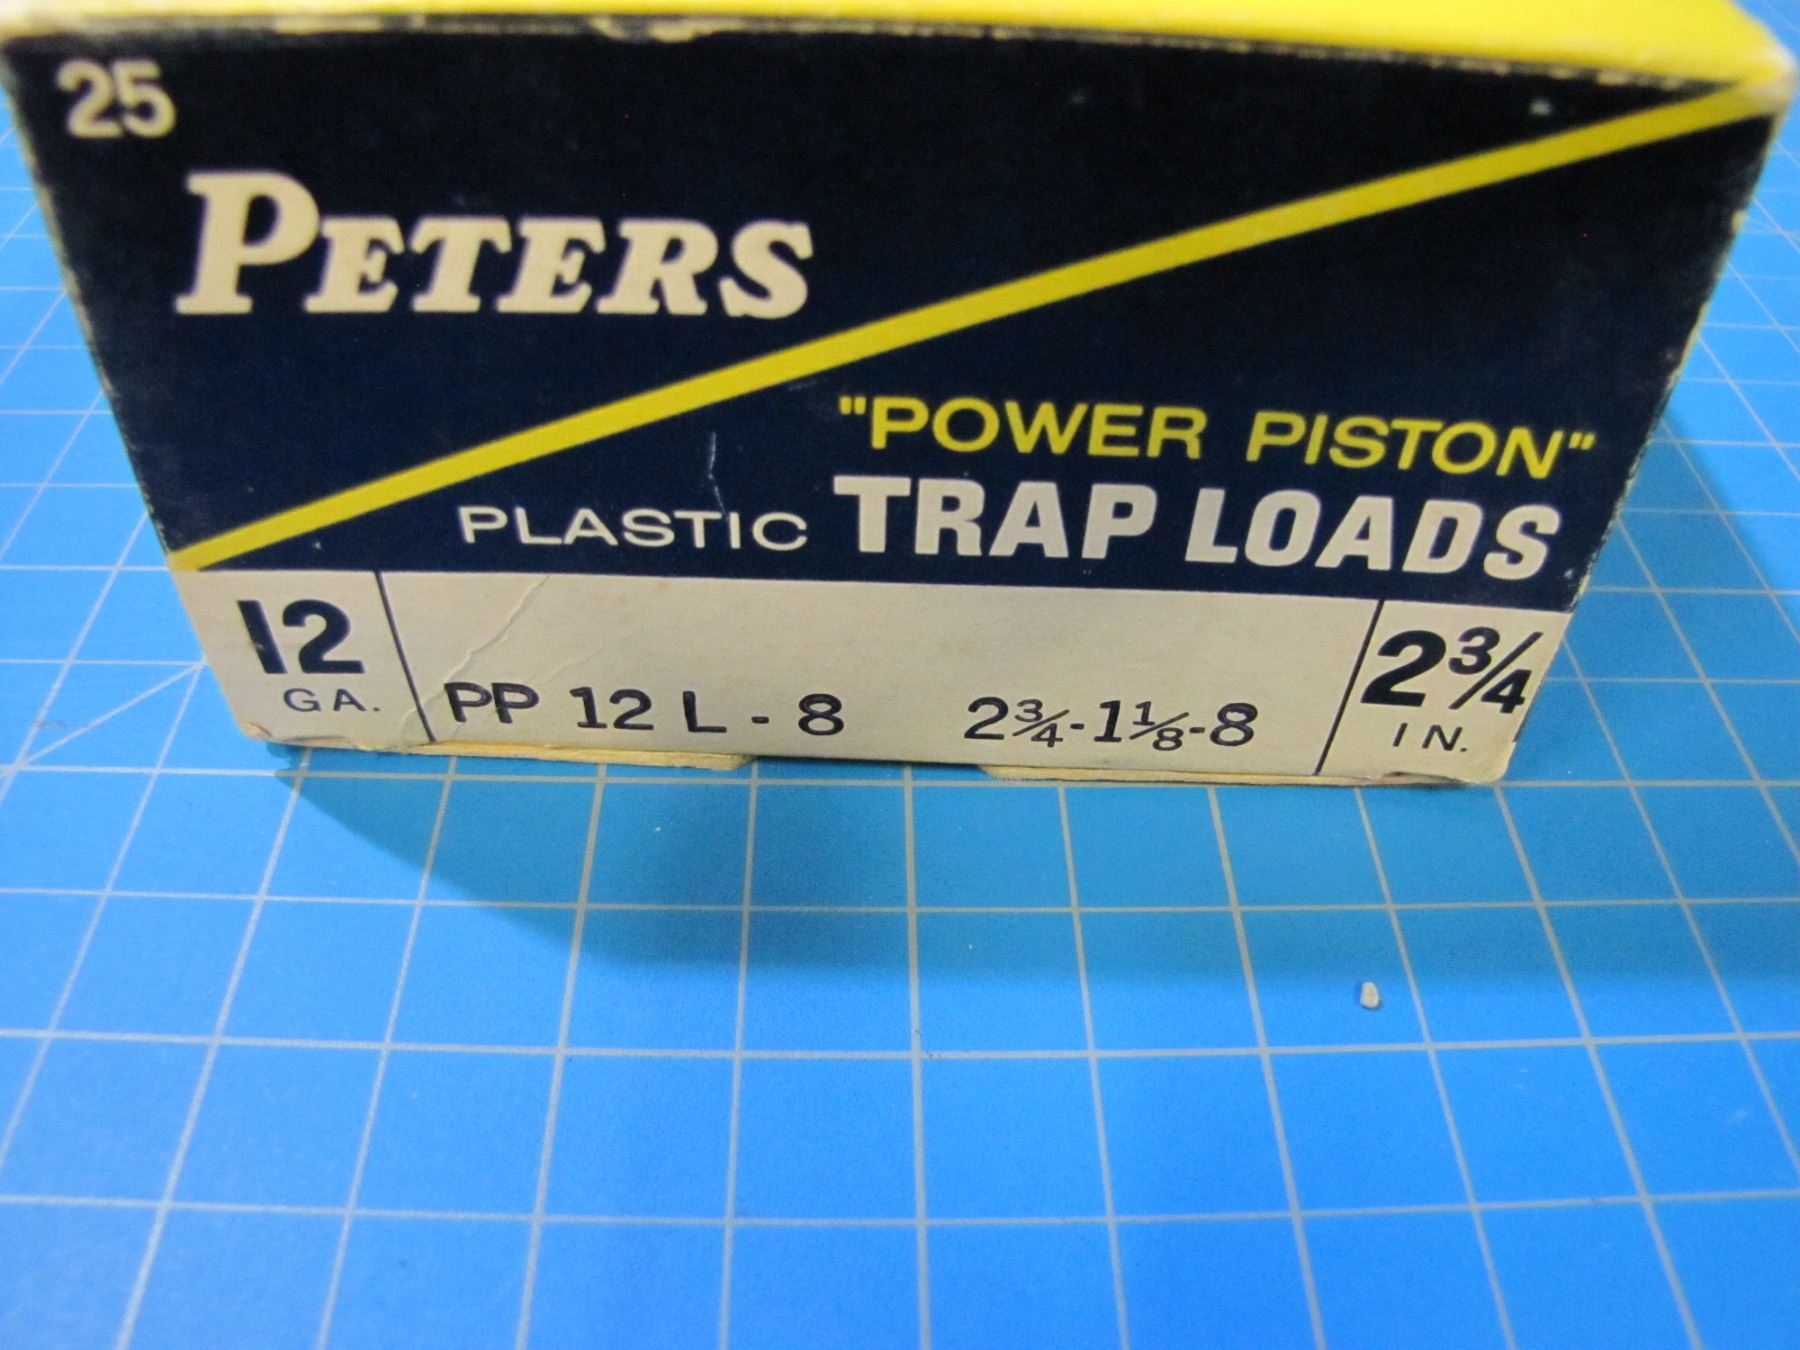 25
PETERS
"POWER PISTON"
PLASTIC TRAP LOADS
12 GA.
PP 12 L - 8 2¾-1⅛-8
2¾ IN.